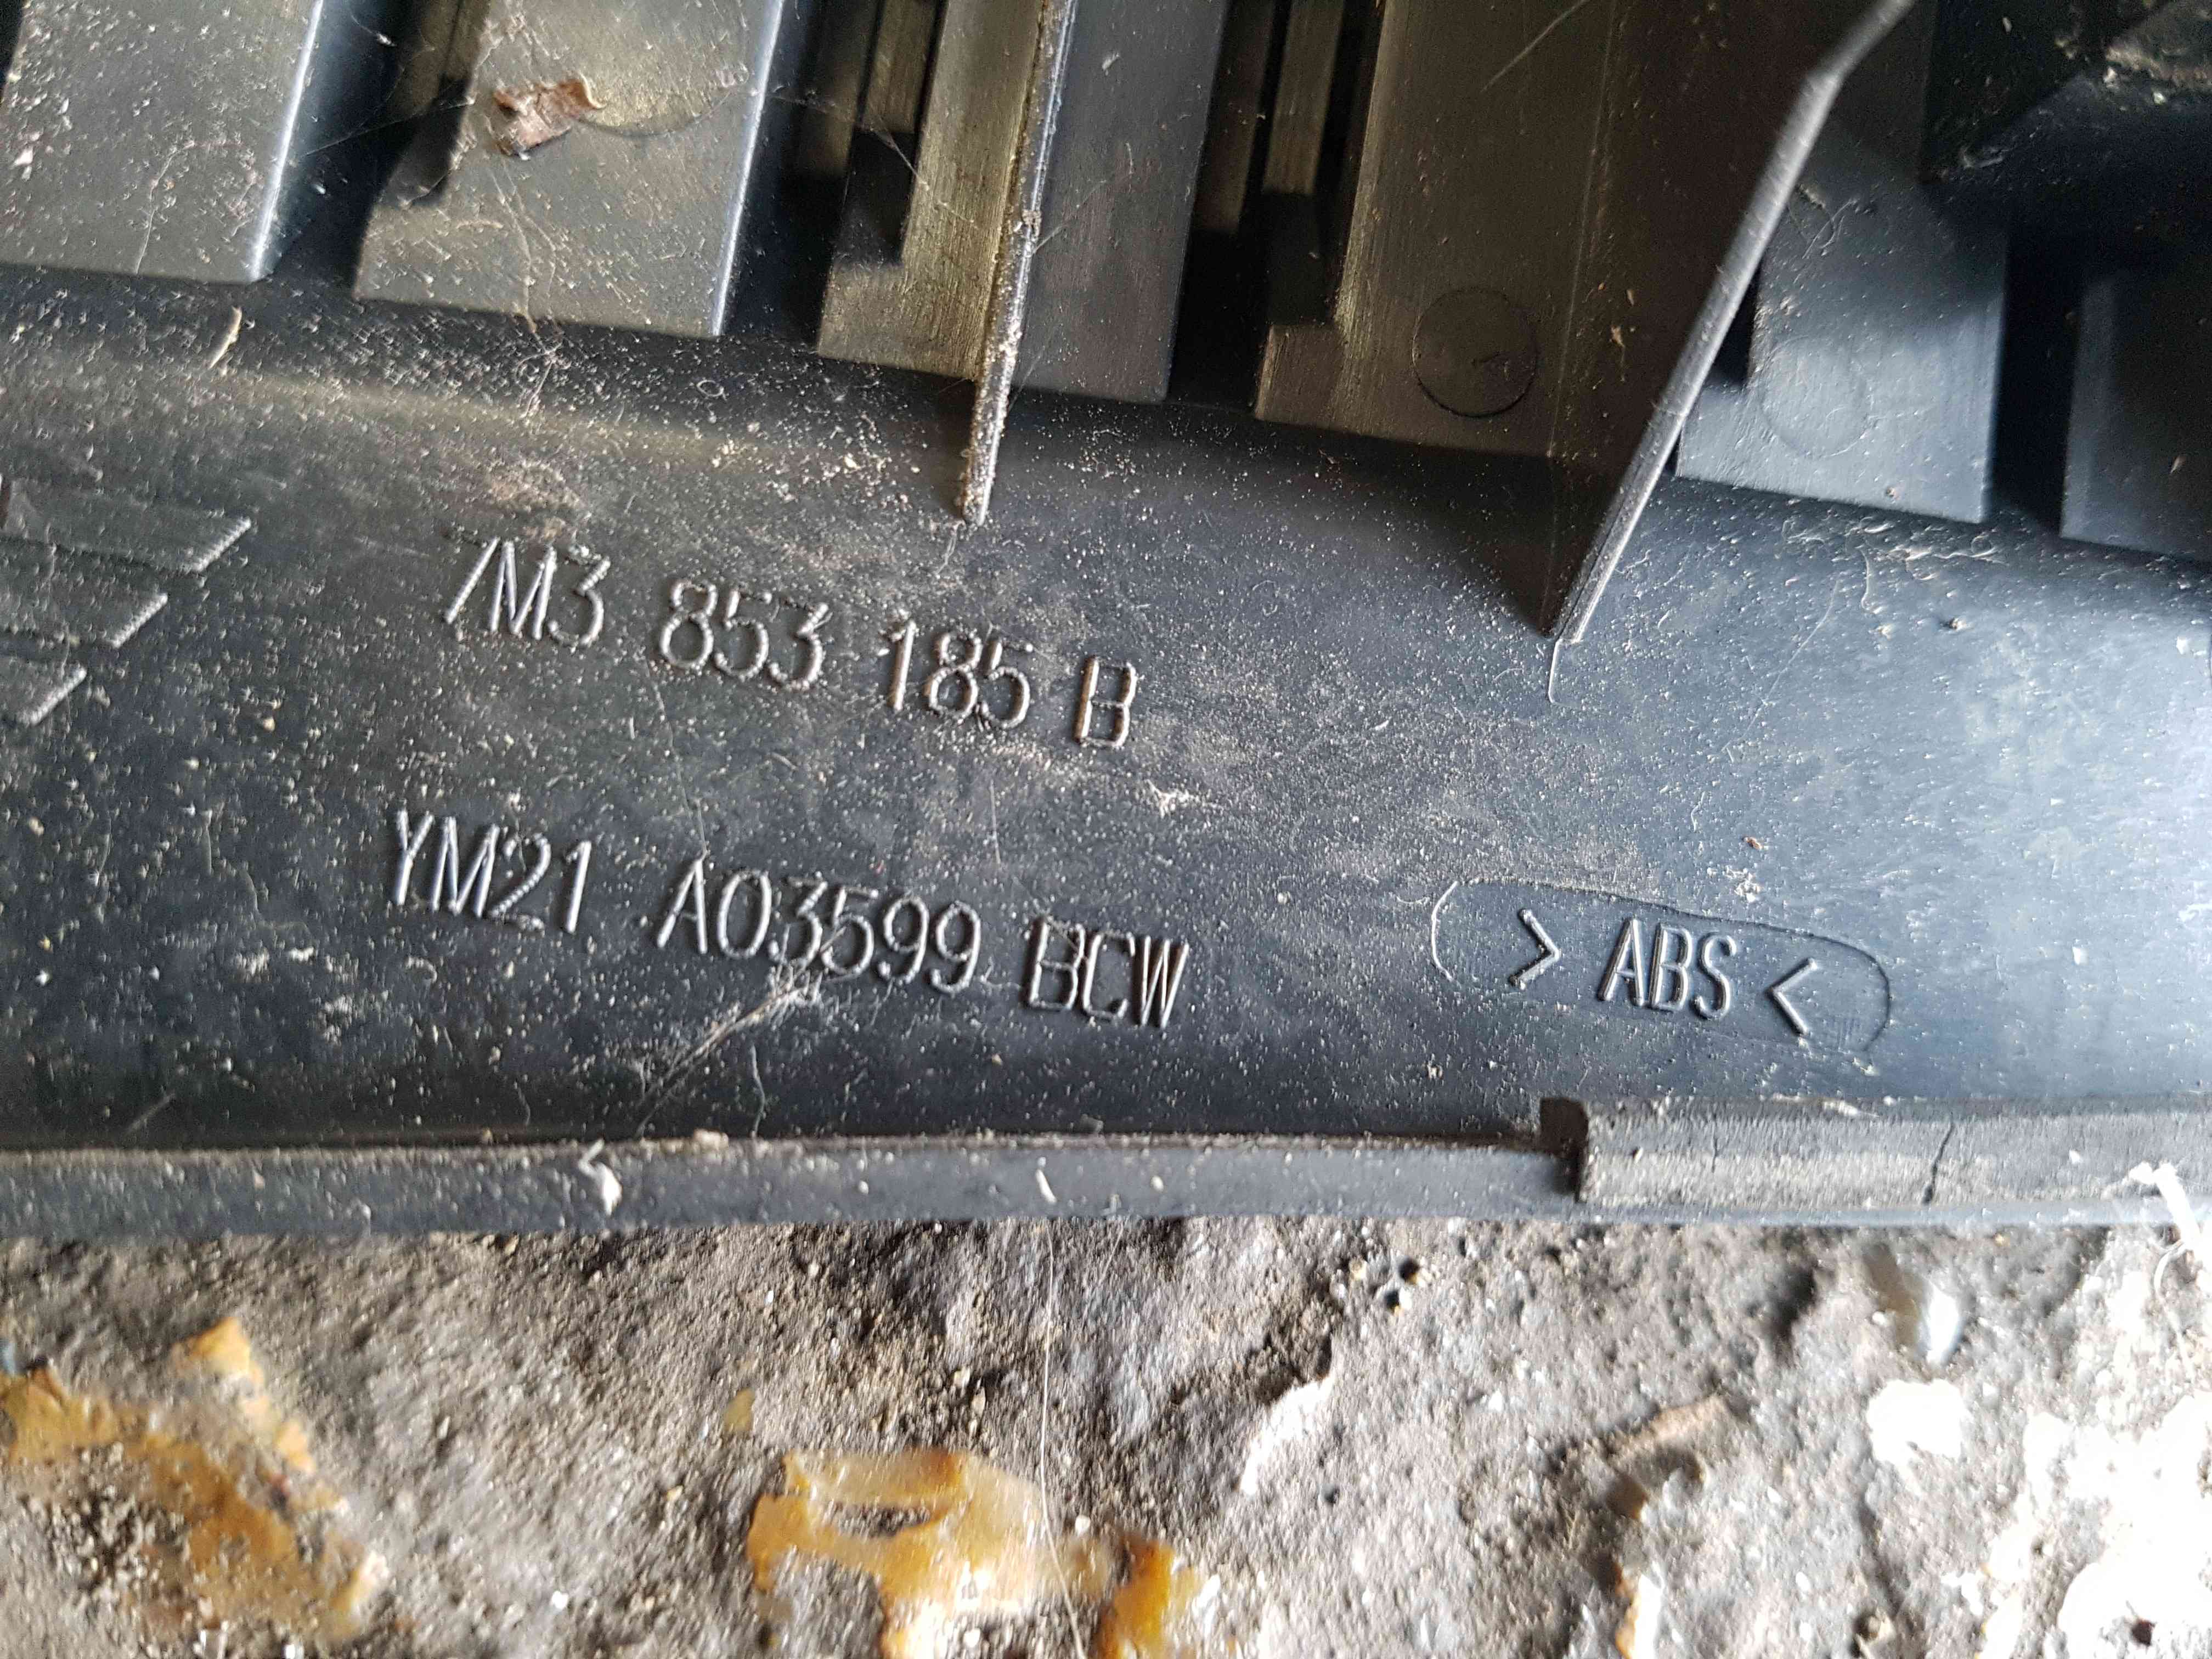 7M3 853 185 B
YM21 A03599 BCW
> ABS <